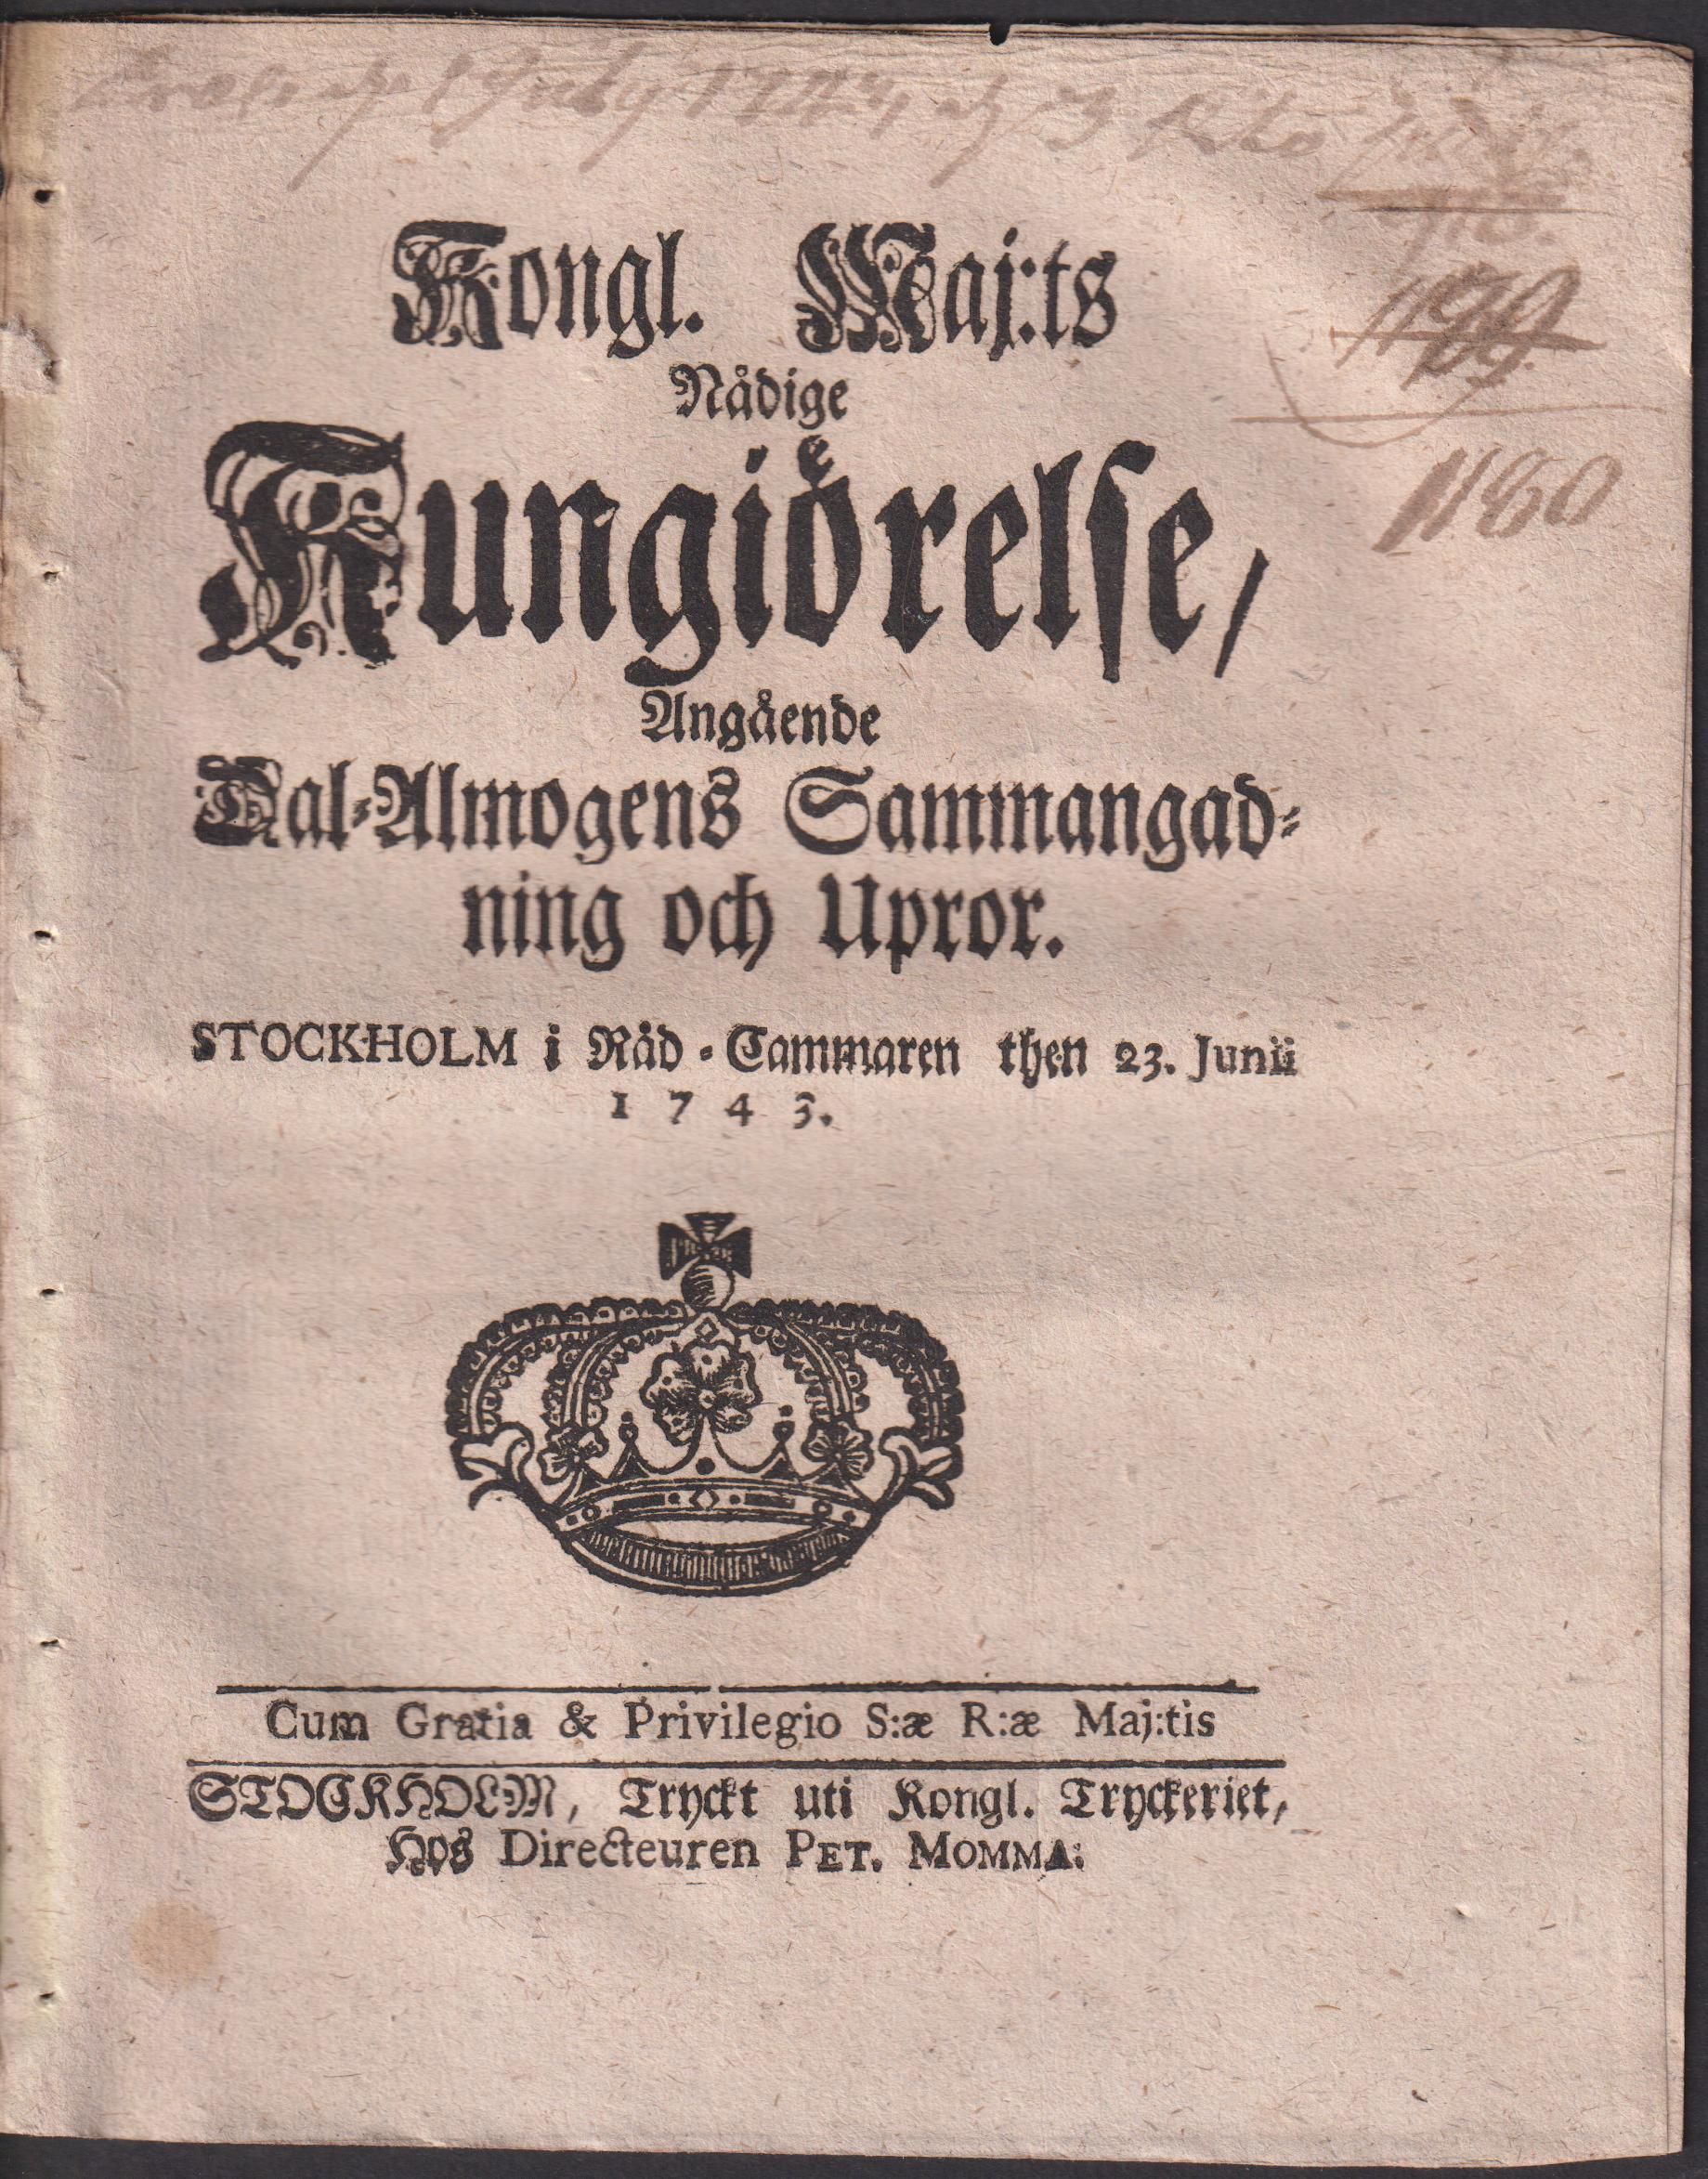 Kongl. Maj:ts
Nådige
Kungiörelse,
Angående
Dal-Almogens Sammangad-
ning och Upror.
STOCKHOLM i Råd-Cammaren then 23. Junii
1743.
1180
Cum Gratia & Privilegio S:æ R:æ Maj:tis
STOCKHOLM, Tryckt uti Kongl. Tryckeriet,
Hos Directeuren PET. MOMMA.